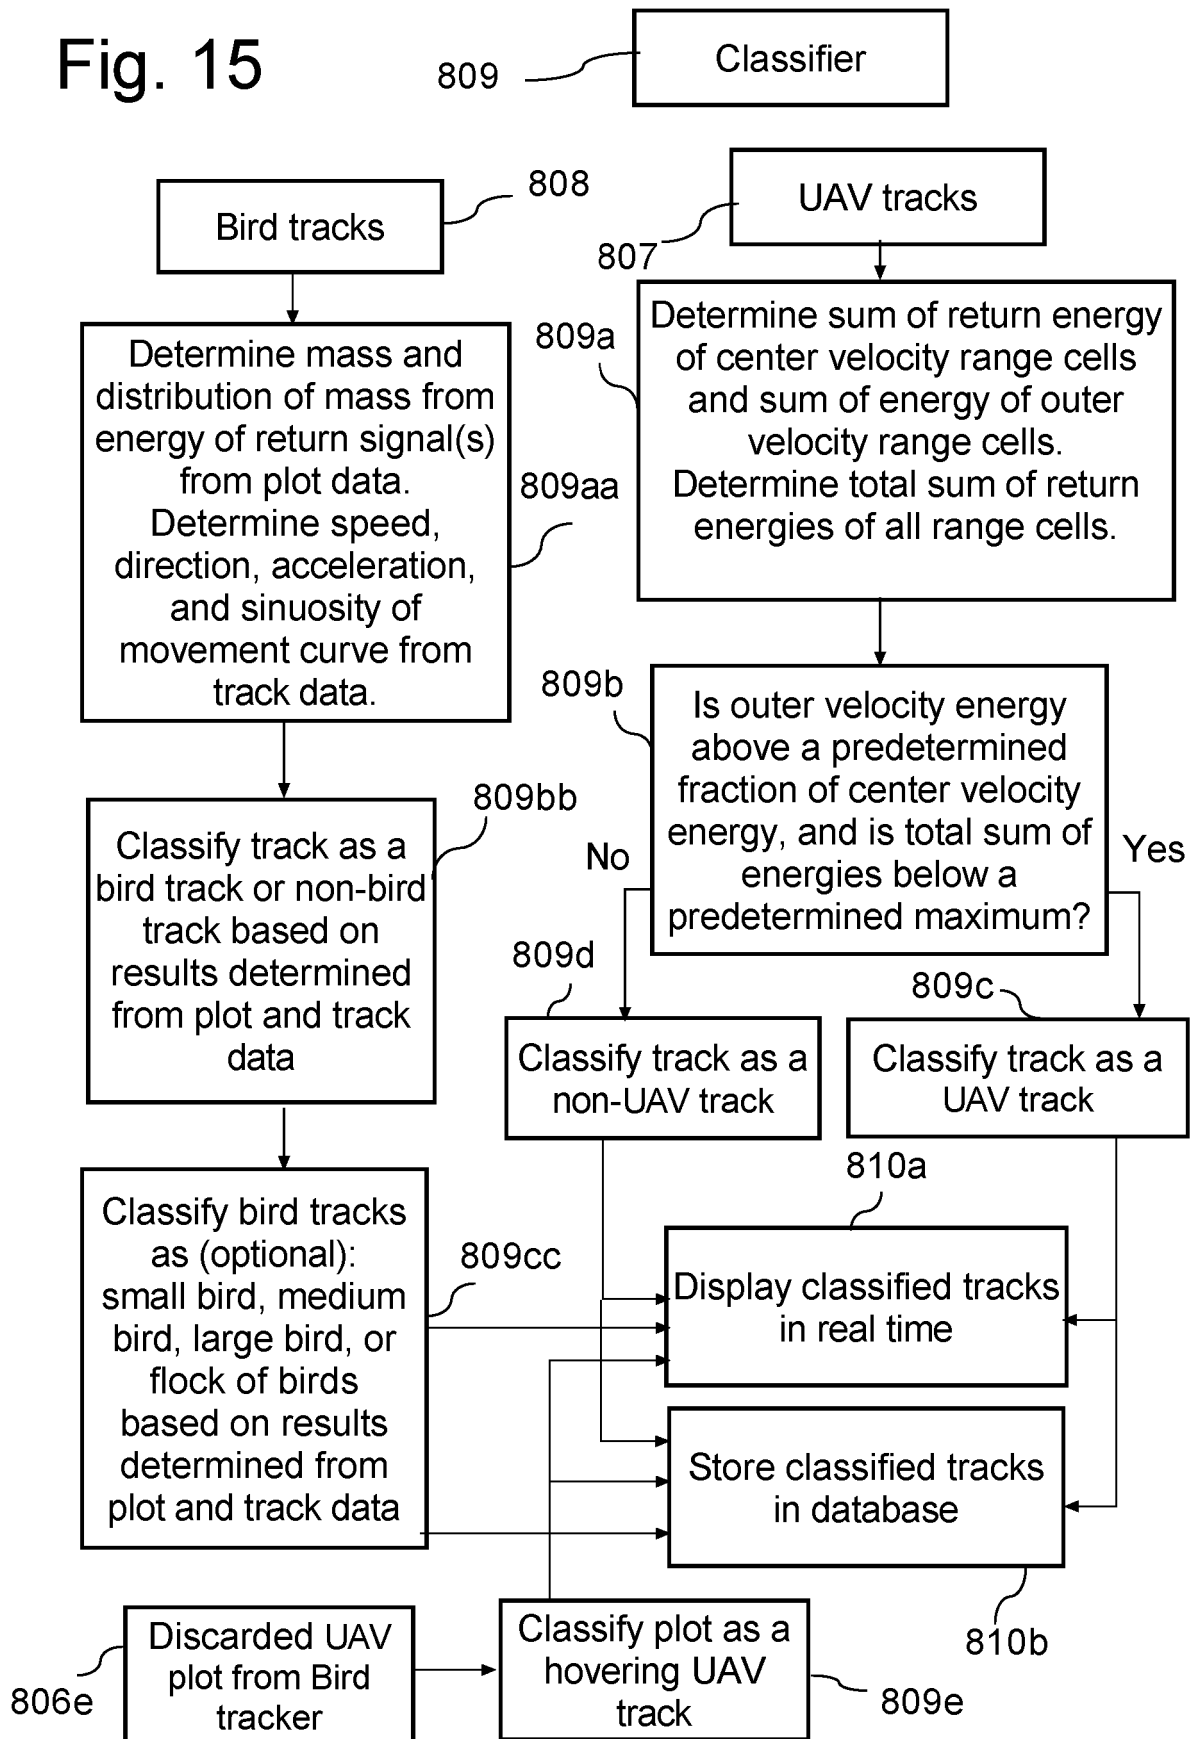 Fig. 15
809
Classifier
808
Bird tracks
UAV tracks
807
Determine mass and
distribution of mass from
energy of return signal(s)
from plot data.
Determine speed,
direction, acceleration,
and sinuosity of
movement curve from
track data.
809aa
809a
Determine sum of return energy
of center velocity range cells
and sum of energy of outer
velocity range cells.
Determine total sum of return
energies of all range cells.
809b
Is outer velocity energy
above a predetermined
fraction of center velocity
energy, and is total sum of
energies below a
predetermined maximum?
No
Yes
809bb
Classify track as a
bird track or non-bird
track based on
results determined
from plot and track
data
809d
Classify track as a
non-UAV track
809c
Classify track as a
UAV track
810a
Display classified tracks
in real time
Classify bird tracks
as (optional):
small bird, medium
bird, large bird, or
flock of birds
based on results
determined from
plot and track data
809cc
Store classified tracks
in database
810b
Discarded UAV
plot from Bird
tracker
806e
Classify plot as a
hovering UAV
track
809e